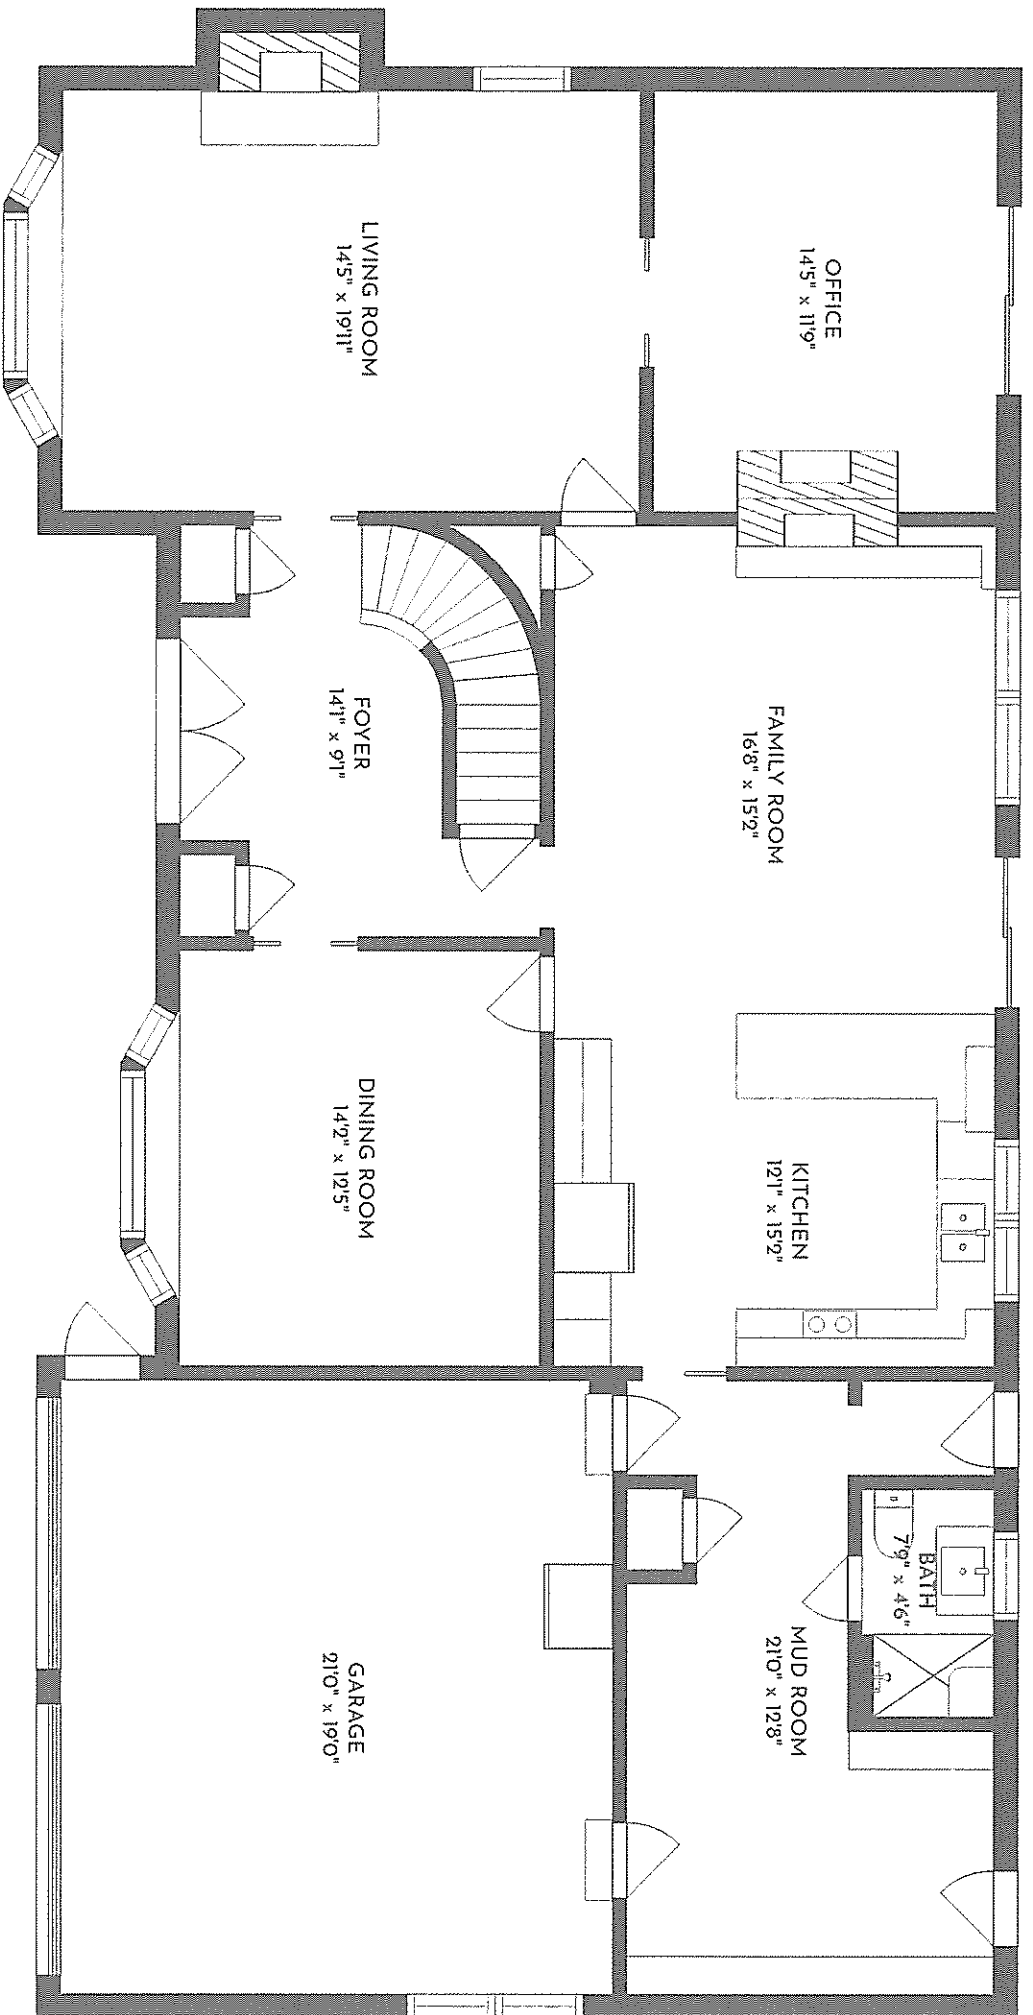 OFFICE
14'5" x 11'9"
LIVING ROOM
14'5" x 19'11"
FAMILY ROOM
16'8" x 15'2"
FOYER
14'1" x 9'1"
KITCHEN
12'1" x 15'2"
DINING ROOM
14'2" x 12'5"
BATH
7'9" x 4'6"
MUD ROOM
21'0" x 12'8"
GARAGE
21'0" x 19'0"